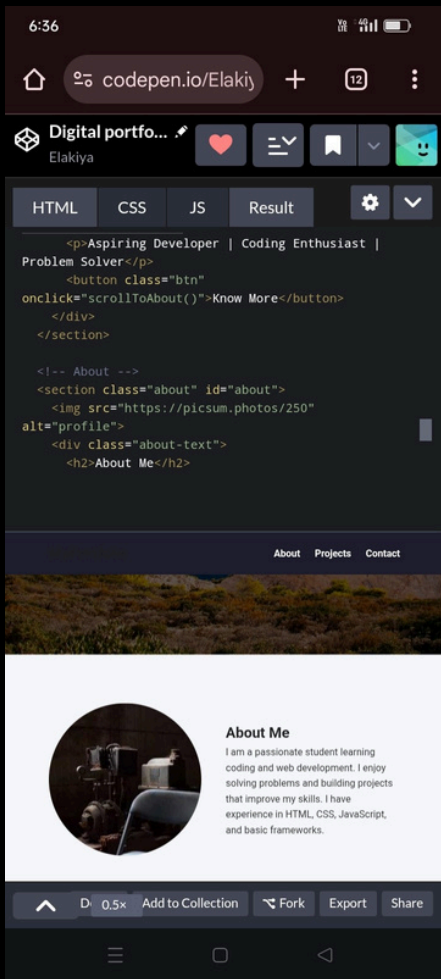 6:36
Vo
LTE
4G
codepen.io/Elakiy
12
Digital portfo...
Elakiya
HTML CSS JS Result
<p>Aspiring Developer | Coding Enthusiast |
Problem Solver</p>
<button class="btn"
onclick="scrollToAbout()">Know More</button>
</div>
</section>
<!-- About -->
<section class="about" id="about">
<img src="https://picsum.photos/250"
alt="profile">
<div class="about-text">
<h2>About Me</h2>
About Projects Contact
About Me
I am a passionate student learning
coding and web development. I enjoy
solving problems and building projects
that improve my skills. I have
experience in HTML, CSS, JavaScript,
and basic frameworks.
0.5× Add to Collection Fork Export Share